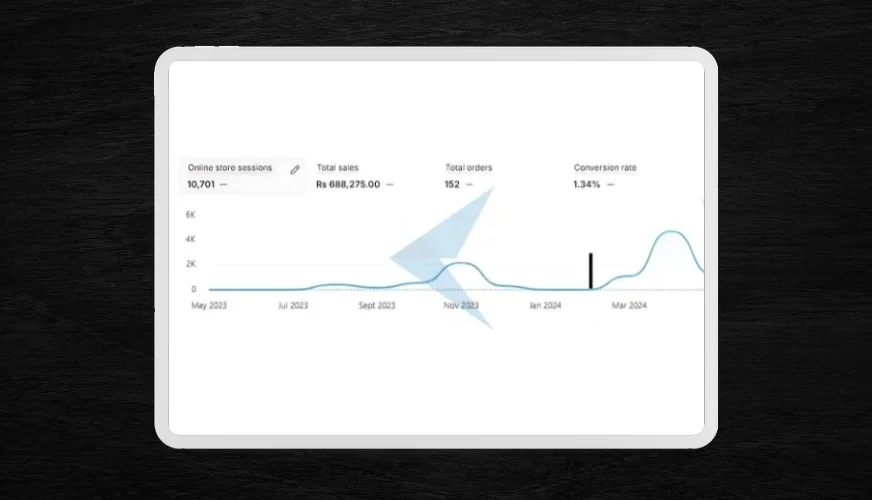 Online store sessions
10,701 —
Total sales
Rs 688,275.00 —
Total orders
152 —
Conversion rate
1.34% —
6K
4K
2K
0
May 2023
Jul 2023
Sept 2023
Nov 2023
Jan 2024
Mar 2024